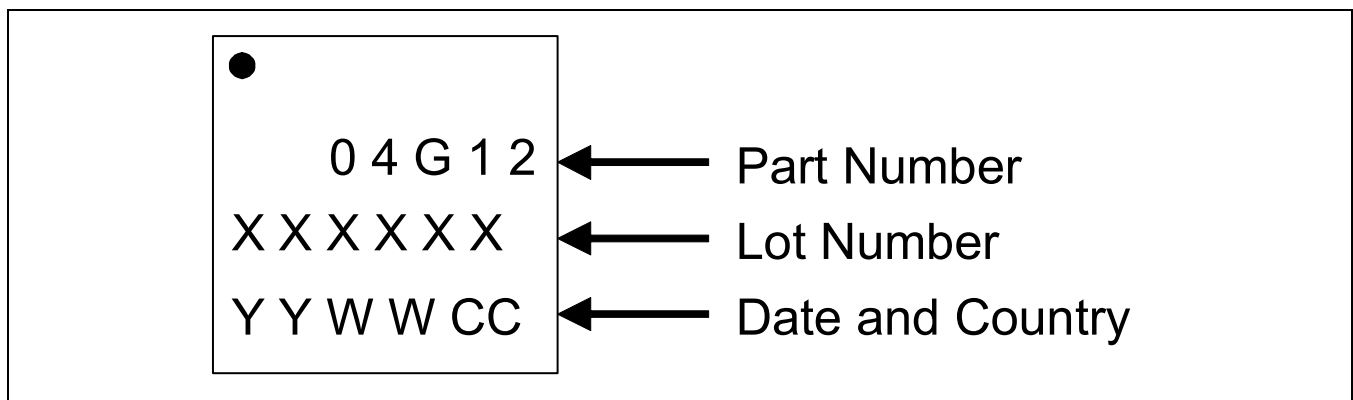 0 4 G 1 2 Part Number
X X X X X X Lot Number
Y Y W W CC Date and Country